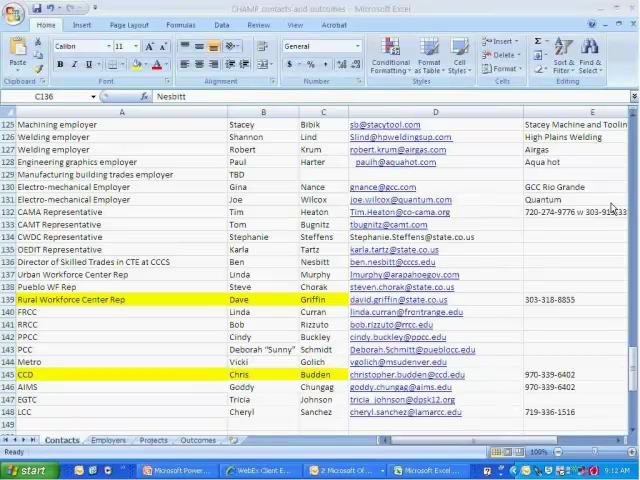 CHAMP contacts and outcomes - Microsoft Excel
Home Insert Page Layout Formulas Data Review View Acrobat
Paste Calibri 11 A A General Conditional Formatting Format as Table Cell Styles Insert Delete Format Sort & Filter Find & Select
B I U $ % ,
Clipboard Font Alignment Number Styles Cells Editing
C136 Nesbitt
A B C D E
125 Machining employer Stacey Bibik sb@stacytool.com Stacey Machine and Toolin
126 Welding employer Shannon Lind Slind@hpweldingsup.com High Plains Welding
127 Welding employer Robert Krum robert.krum@airgas.com Airgas
128 Engineering graphics employer Paul Harter paulh@aquahot.com Aqua hot
129 Manufacturing building trades employer TBD
130 Electro-mechanical Employer Gina Nance gnance@gcc.com GCC Rio Grande
131 Electro-mechanical Employer Joe Wilcox joe.wilcox@quantum.com Quantum
132 CAMA Representative Tim Heaton Tim.Heaton@co-cama.org 720-274-9776 w
133 CAMT Representative Tom Bugnitz tbugnitz@camt.com
134 CWDC Representative Stephanie Steffens Stephanie.Steffens@state.co.us
135 OEDIT Representative Karla Tartz karla.tartz@state.co.us
136 Director of Skilled Trades in CTE at CCCS Ben Nesbitt ben.nesbitt@cccs.edu
137 Urban Workforce Center Rep Linda Murphy lmurphy@arapahoegov.com
138 Pueblo WF Rep Steve Chorak steven.chorak@state.co.us
139 Rural Workforce Center Rep Dave Griffin david.griffin@state.co.us 303-318-8855
140 FRCC Linda Curran linda.curran@frontrange.edu
141 RRCC Bob Rizzuto bob.rizzuto@rrcc.edu
142 PPCC Cindy Buckley cindy.buckley@ppcc.edu
143 PCC Deborah "Sunny" Schmidt Deborah.Schmitt@pueblocc.edu
144 Metro Vicki Golich vgolich@msudenver.edu
145 CCD Chris Budden christopher.budden@ccd.edu 970-339-6402
146 AIMS Goddy Chungag goddy.chungag@aims.edu 970-339-6402
147 EGTC Tricia Johnson tricia_johnson@dpsk12.org
148 LCC Cheryl Sanchez cheryl.sanchez@lamarcc.edu 719-336-1516
149
Contacts Employers Projects Outcomes
Ready 100%
start Microsoft Power... WebEx Client E... 2 Microsoft Of... Microsoft Excel ... 9:12 AM